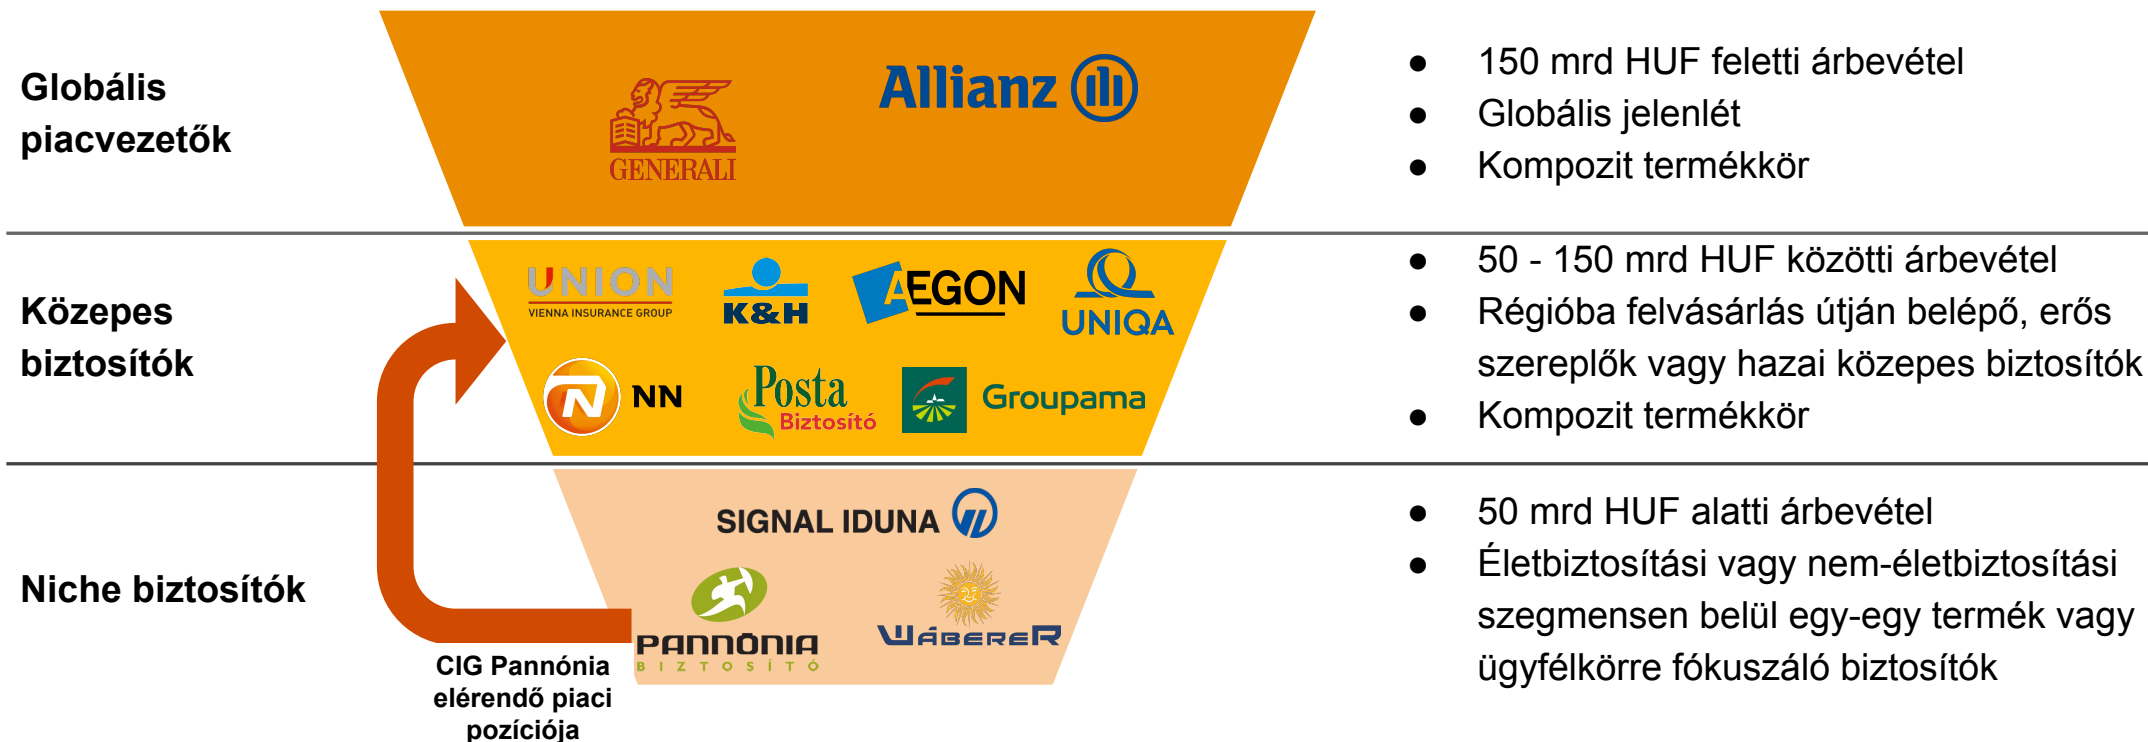 Globális
piacvezetők
GENERALI
Allianz
● 150 mrd HUF feletti árbevétel
● Globális jelenlét
● Kompozit termékkör
Közepes
biztosítók
UNION
VIENNA INSURANCE GROUP
K&H
AEGON
UNIQA
NN
Posta
Biztosító
Groupama
● 50 - 150 mrd HUF közötti árbevétel
● Régióba felvásárlás útján belépő, erős
szereplők vagy hazai közepes biztosítók
● Kompozit termékkör
Niche biztosítók
SIGNAL IDUNA
PANNÓNIA
BIZTOSÍTÓ
WÁBERER
CIG Pannónia
elérendő piaci
pozíciója
● 50 mrd HUF alatti árbevétel
● Életbiztosítási vagy nem-életbiztosítási
szegmensen belül egy-egy termék vagy
ügyfélkörre fókuszáló biztosítók